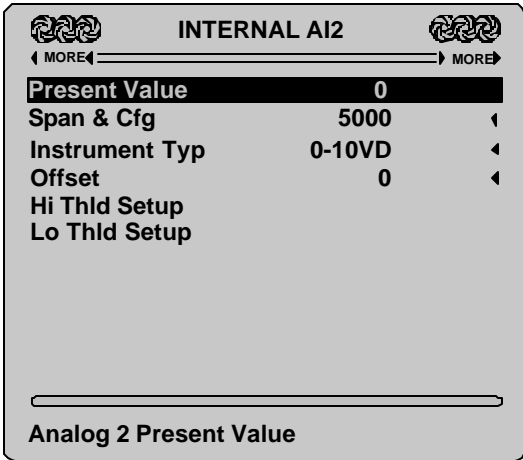 INTERNAL AI2
MORE MORE
Present Value 0
Span & Cfg 5000
Instrument Typ 0-10VD
Offset 0
Hi Thld Setup
Lo Thld Setup
Analog 2 Present Value